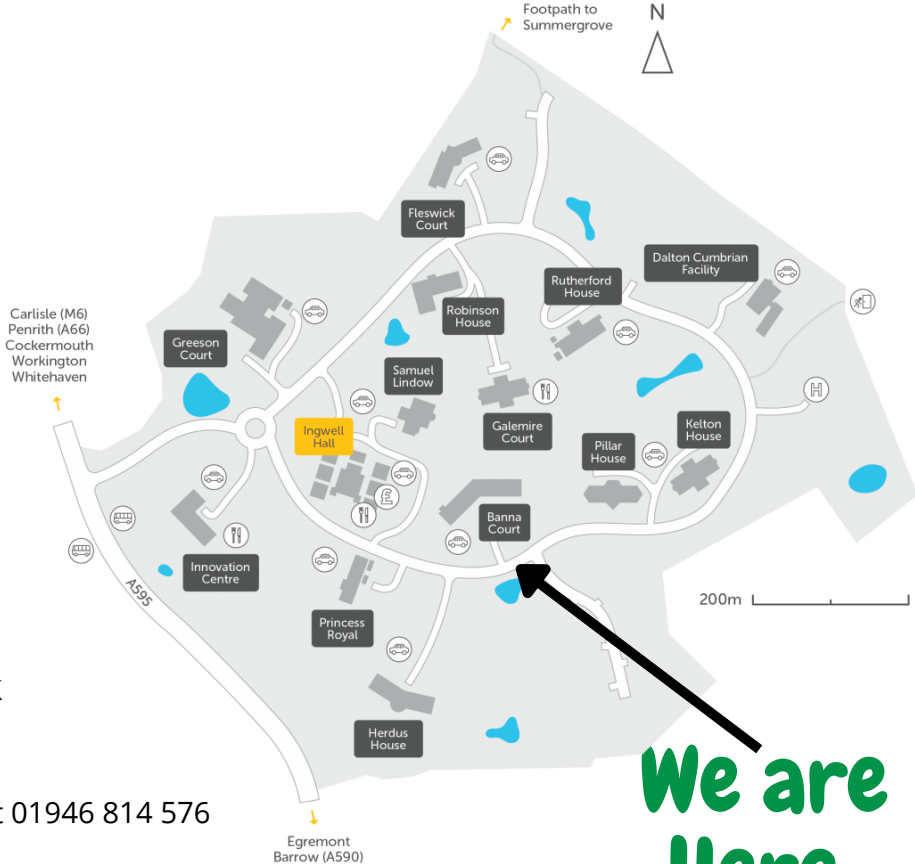 Footpath to
Summergrove
N
Fleswick
Court
Dalton Cumbrian
Facility
Rutherford
House
Robinson
House
Carlisle (M6)
Penrith (A66)
Cockermouth
Workington
Whitehaven
Greeson
Court
Samuel
Lindow
H
Ingwell
Hall
Galemire
Court
Pillar
House
Kelton
House
£
Banna
Court
Innovation
Centre
A595
200m
Princess
Royal
Herdus
House
We are
Here
01946 814 576
Egremont
Barrow (A590)